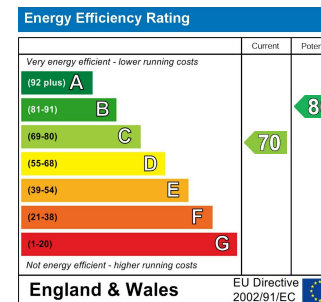 Energy Efficiency Rating
Current
Very energy efficient - lower running costs
(92 plus) A
(81-91) B
(69-80) C
70
(55-68) D
(39-54) E
(21-38) F
(1-20) G
Not energy efficient - higher running costs
England & Wales
EU Directive
2002/91/EC